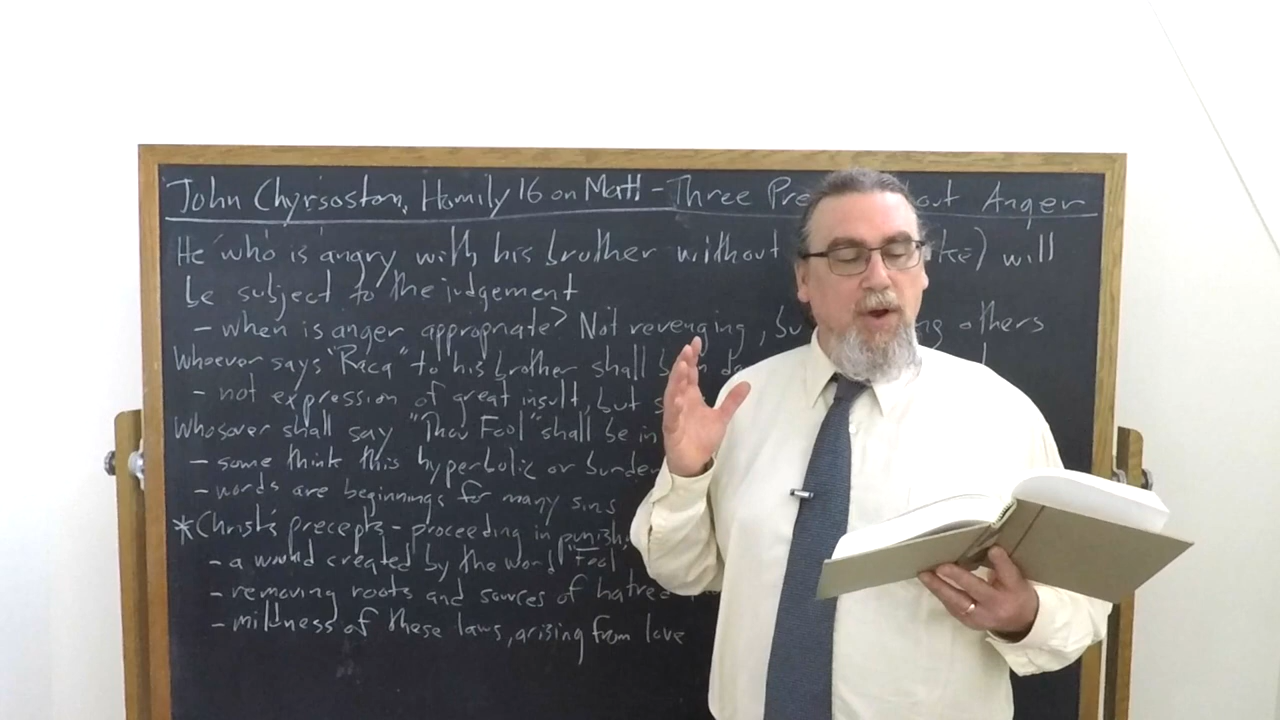 John Chyrsostom, Homily 16 on Matt - Three Pre out Anger
He who is angry with his brother without ) will
be subject to the judgement
- when is anger appropriate? Not revenging, others
Whoever says "Raca" to his brother shall
- not expression of great insult, but
Whosover shall say "Thou Fool" shall be in
- some think this hyperbolic or burden
- words are beginnings for many sins
*Christ's precepts - proceeding in punish
- a wound created by the word "Fool"
- removing roots and sources of hatred
- mildness of these laws, arising from love